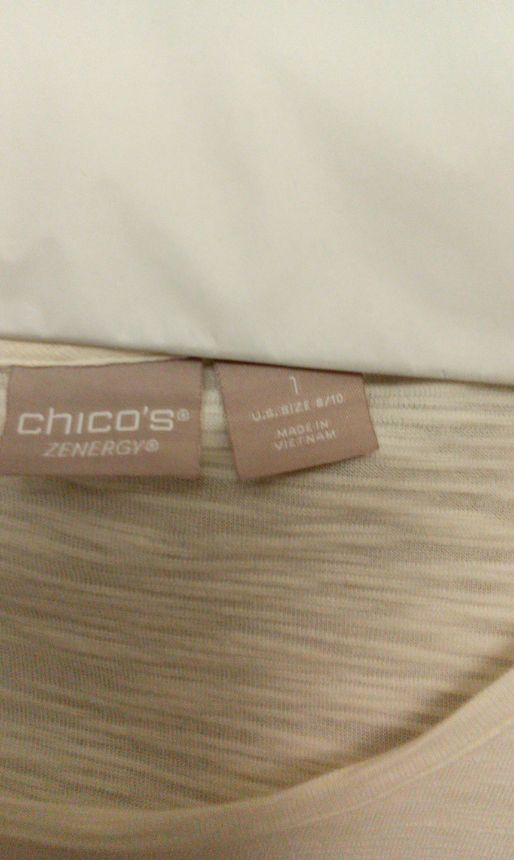 chico's®
ZENERGY®
1
U.S. SIZE 8/10
MADE IN
VIETNAM